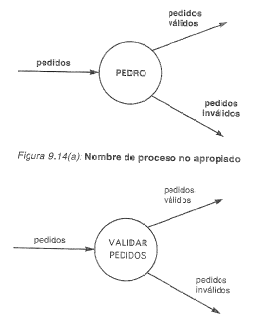 pedidos
válidos
pedidos
PEDRO
pedidos
Inválidos
Figura 9.14(a): Nombre de proceso no apropiado
pedidos
válidos
pedidos
VALIDAR
PEDIDOS
pedidos
inválidos